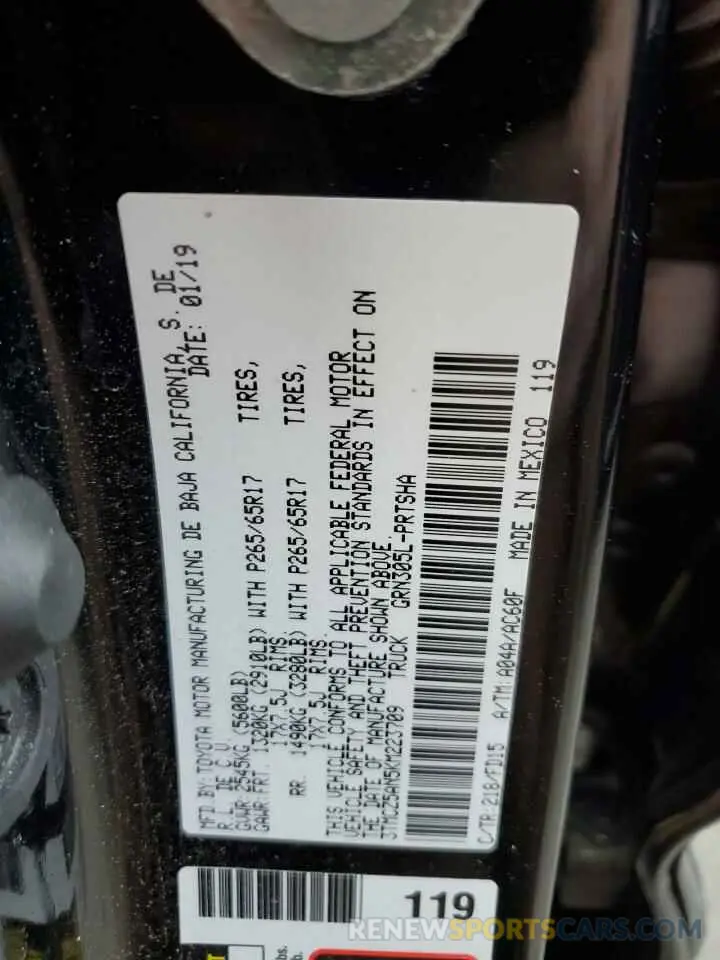 MFD. BY: TOYOTA MOTOR MANUFACTURING DE BAJA CALIFORNIA, S. DE
R. L. DE C. V. DATE: 01/19
GVWR 2545KG (5600LB)
GAWR FRT. 1320KG (2910LB) WITH P265/65R17 TIRES,
17X7.5J RIMS,
RR. 1490KG (3280LB) WITH P265/65R17 TIRES,
17X7.5J RIMS.
THIS VEHICLE CONFORMS TO ALL APPLICABLE FEDERAL MOTOR
VEHICLE SAFETY AND THEFT PREVENTION STANDARDS IN EFFECT ON
THE DATE OF MANUFACTURE SHOWN ABOVE.
3TMCZ5AN5KM223709 TRUCK GRN305L-PRTSHA
C/TR:218/FD15 A/TM:A04A/AC60F MADE IN MEXICO 119
119
RENEWSPORTSCARS.COM